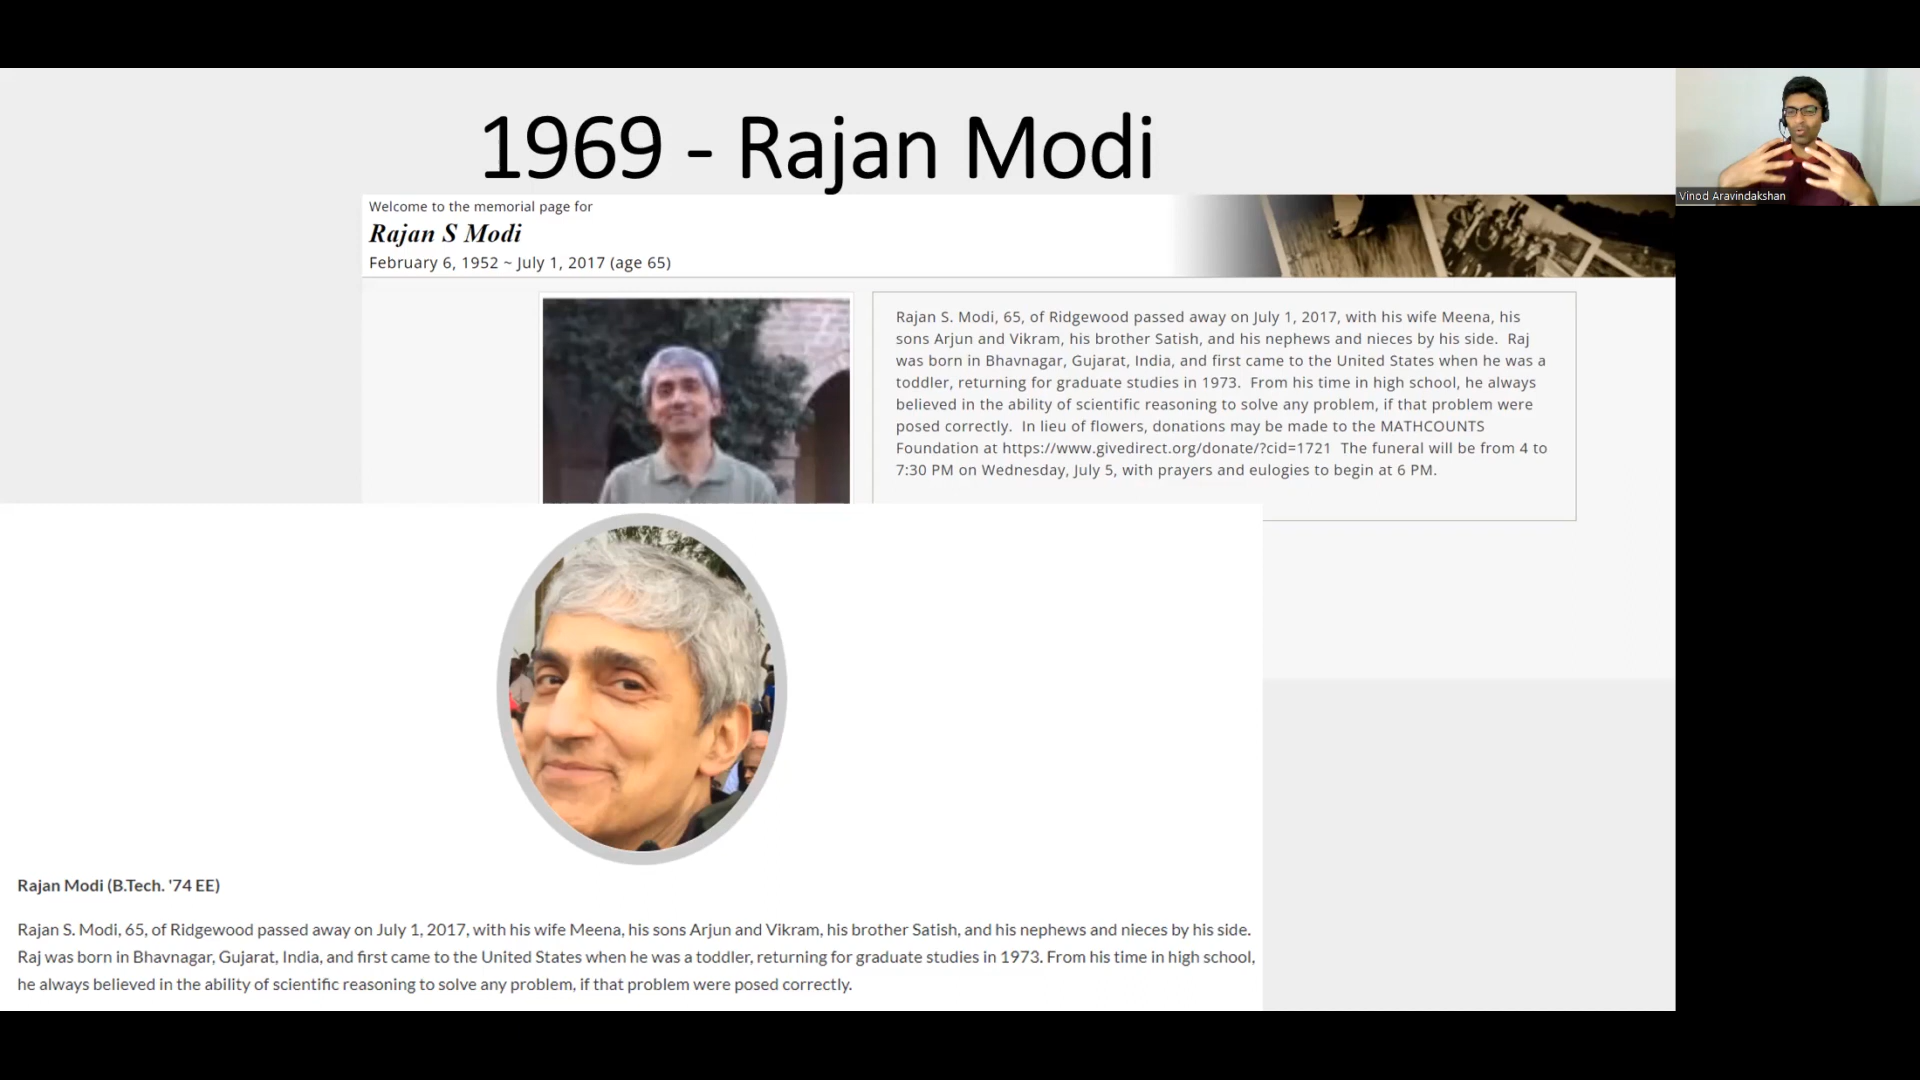 1969 - Rajan Modi
Vinod Aravindakshan
Welcome to the memorial page for
Rajan S Modi
February 6, 1952 ~ July 1, 2017 (age 65)
Rajan S. Modi, 65, of Ridgewood passed away on July 1, 2017, with his wife Meena, his
sons Arjun and Vikram, his brother Satish, and his nephews and nieces by his side.  Raj
was born in Bhavnagar, Gujarat, India, and first came to the United States when he was a
toddler, returning for graduate studies in 1973.  From his time in high school, he always
believed in the ability of scientific reasoning to solve any problem, if that problem were
posed correctly.  In lieu of flowers, donations may be made to the MATHCOUNTS
Foundation at https://www.givedirect.org/donate/?cid=1721  The funeral will be from 4 to
7:30 PM on Wednesday, July 5, with prayers and eulogies to begin at 6 PM.
Rajan Modi (B.Tech. '74 EE)
Rajan S. Modi, 65, of Ridgewood passed away on July 1, 2017, with his wife Meena, his sons Arjun and Vikram, his brother Satish, and his nephews and nieces by his side.
Raj was born in Bhavnagar, Gujarat, India, and first came to the United States when he was a toddler, returning for graduate studies in 1973. From his time in high school,
he always believed in the ability of scientific reasoning to solve any problem, if that problem were posed correctly.